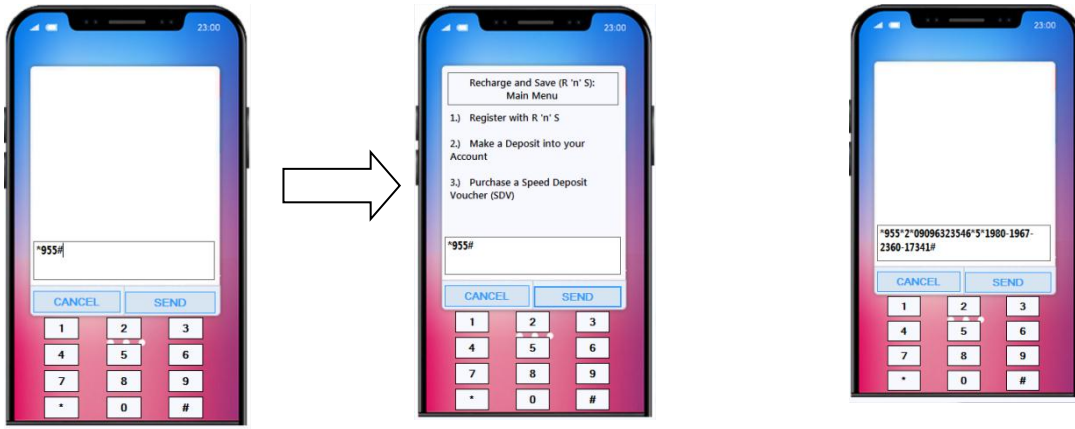 23:00
*955#
CANCEL SEND
1 2 3
4 5 6
7 8 9
* 0 #
23:00
Recharge and Save (R 'n' S):
Main Menu
1.) Register with R 'n' S
2.) Make a Deposit into your
Account
3.) Purchase a Speed Deposit
Voucher (SDV)
*955#
CANCEL SEND
1 2 3
4 5 6
7 8 9
* 0 #
23:00
*955*2*09096323546*5*1980-1967-
2360-17341#
CANCEL SEND
1 2 3
4 5 6
7 8 9
* 0 #